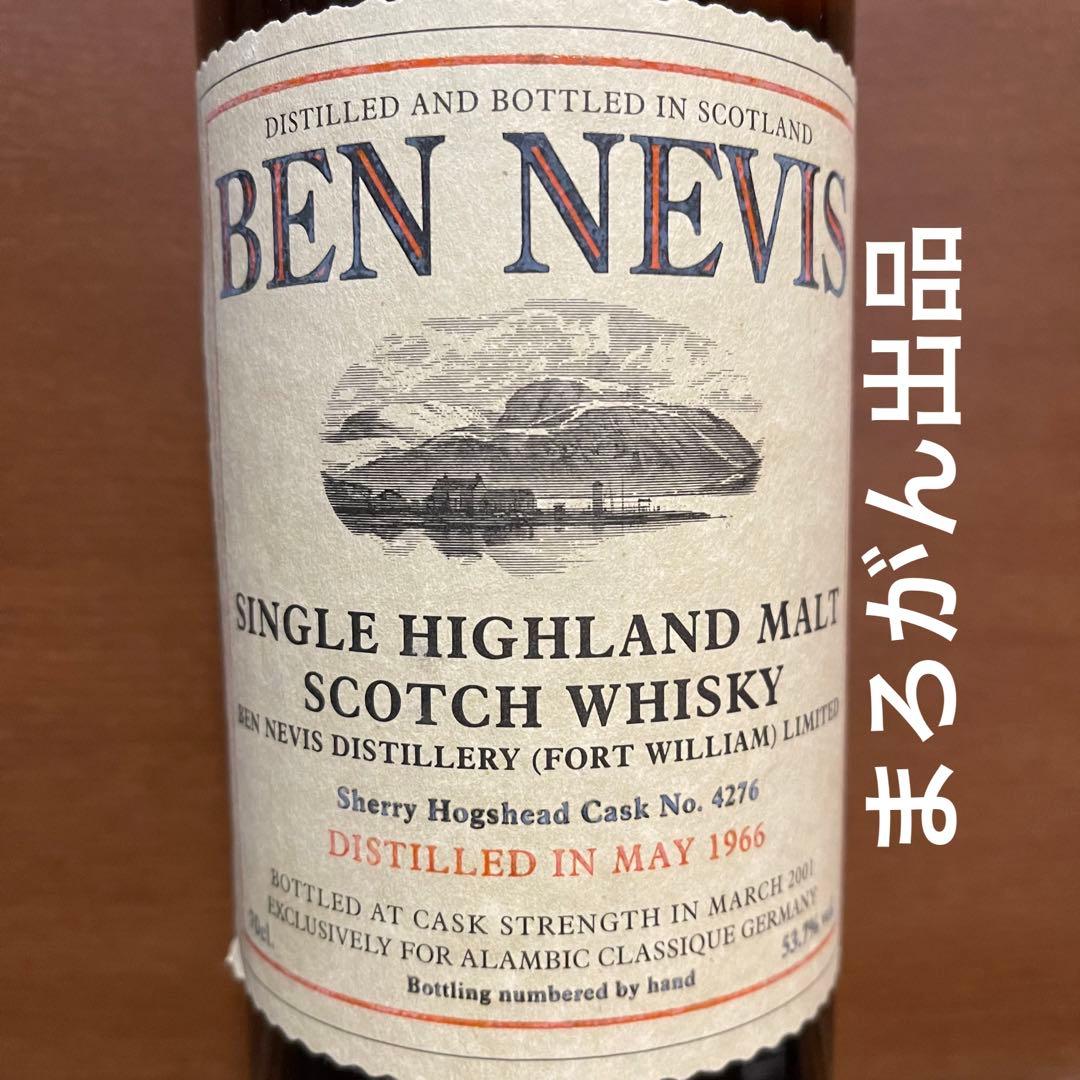 DISTILLED AND BOTTLED IN SCOTLAND
BEN NEVIS
SINGLE HIGHLAND MALT
SCOTCH WHISKY
BEN NEVIS DISTILLERY (FORT WILLIAM) LIMITED
Sherry Hogshead Cask No. 4276
DISTILLED IN MAY 1966
BOTTLED AT CASK STRENGTH IN MARCH 2001
EXCLUSIVELY FOR ALAMBIC CLASSIQUE GERMANY
70cl.
53.7% vol.
Bottling numbered by hand
まろがん出品